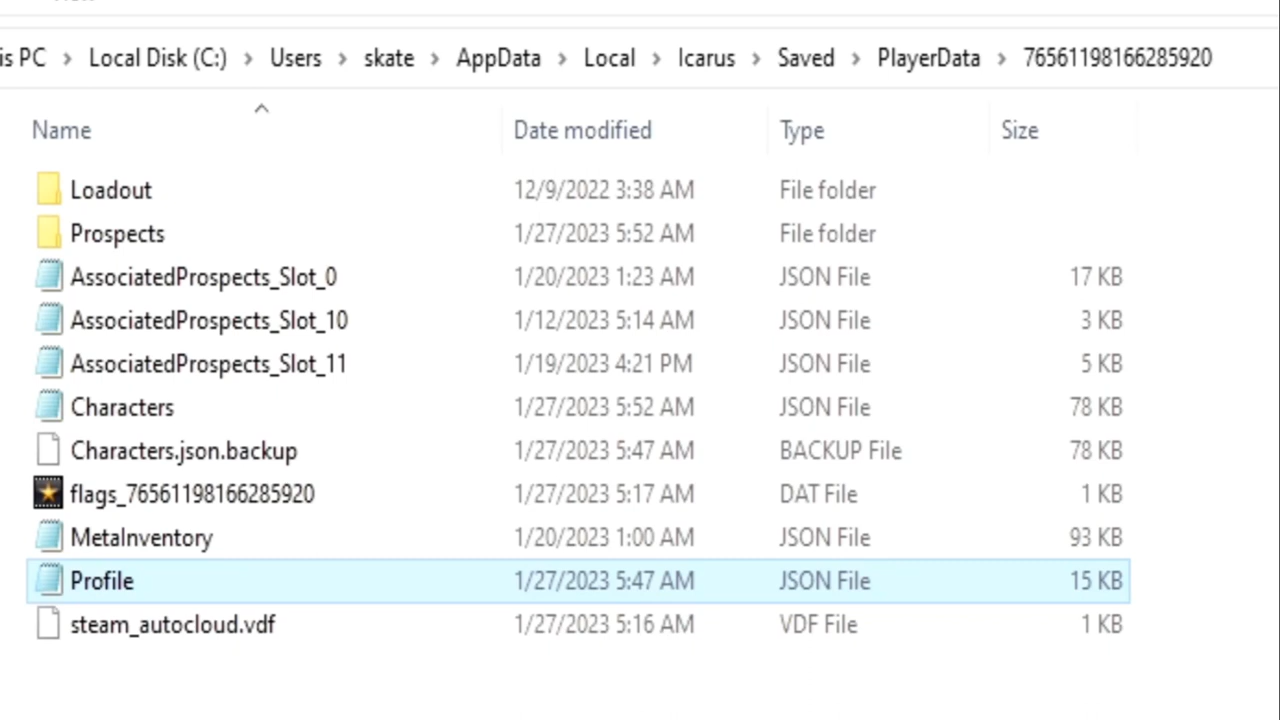 is PC > Local Disk (C:) > Users > skate > AppData > Local > Icarus > Saved > PlayerData > 76561198166285920
Name Date modified Type Size
Loadout 12/9/2022 3:38 AM File folder
Prospects 1/27/2023 5:52 AM File folder
AssociatedProspects_Slot_0 1/20/2023 1:23 AM JSON File 17 KB
AssociatedProspects_Slot_10 1/12/2023 5:14 AM JSON File 3 KB
AssociatedProspects_Slot_11 1/19/2023 4:21 PM JSON File 5 KB
Characters 1/27/2023 5:52 AM JSON File 78 KB
Characters.json.backup 1/27/2023 5:47 AM BACKUP File 78 KB
flags_76561198166285920 1/27/2023 5:17 AM DAT File 1 KB
MetaInventory 1/20/2023 1:00 AM JSON File 93 KB
Profile 1/27/2023 5:47 AM JSON File 15 KB
steam_autocloud.vdf 1/27/2023 5:16 AM VDF File 1 KB